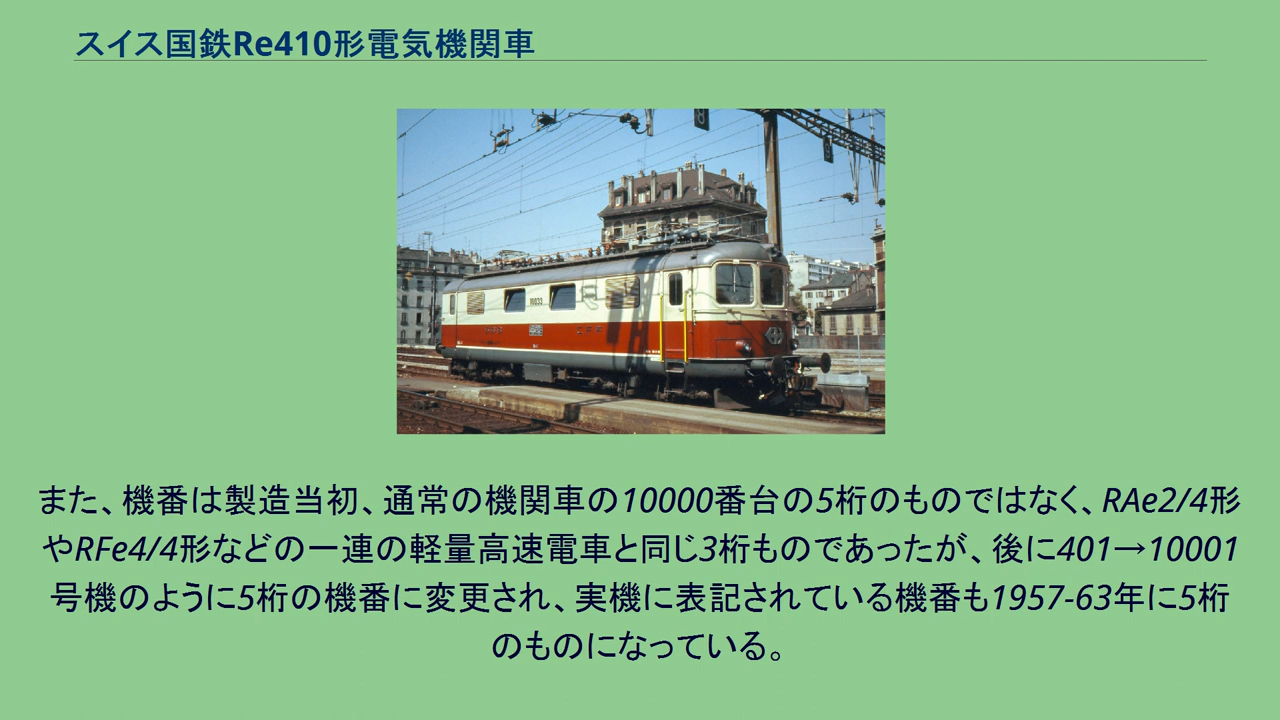 スイス国鉄Re410形電気機関車
10033
また、機番は製造当初、通常の機関車の10000番台の5桁のものではなく、RAe2/4形
やRFe4/4形などの一連の軽量高速電車と同じ3桁ものであったが、後に401→10001
号機のように5桁の機番に変更され、実機に表記されている機番も1957-63年に5桁
のものになっている。